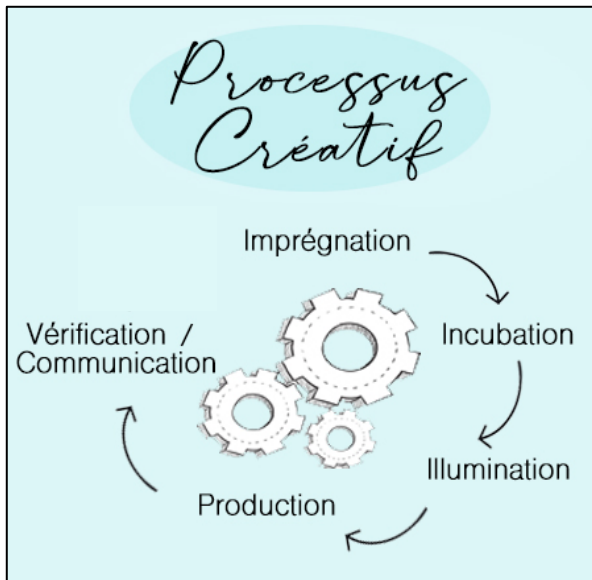 Processus
Créatif
Imprégnation
Incubation
Illumination
Production
Vérification /
Communication